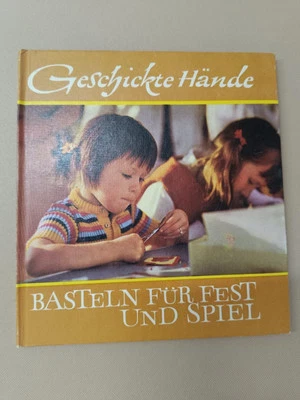 Geschickte Hände
BASTELN FÜR FEST
UND SPIEL